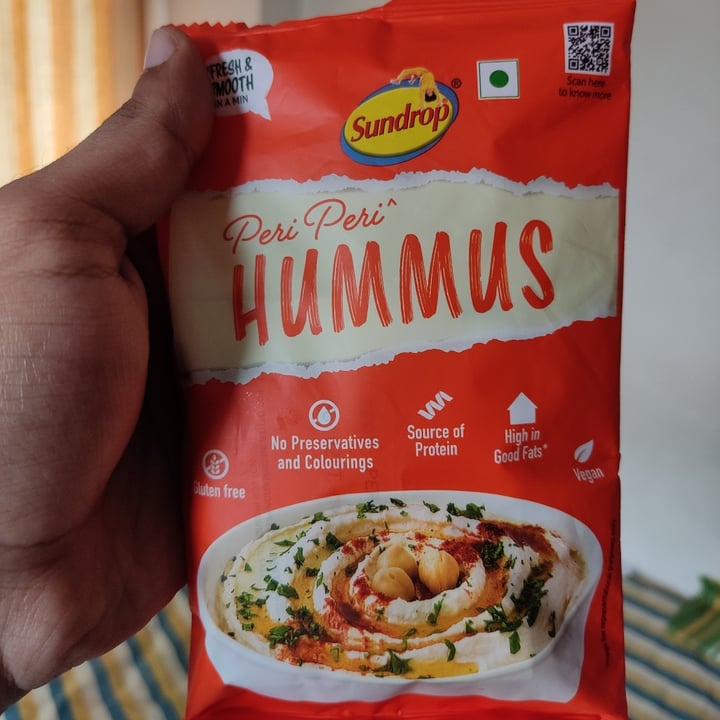 FRESH &
SMOOTH
IN A MIN
Sundrop®
Scan here
to know more
Peri Peri^
HUMMUS
No Preservatives
and Colourings
Source of
Protein
High in
Good Fats*
Gluten free
Vegan